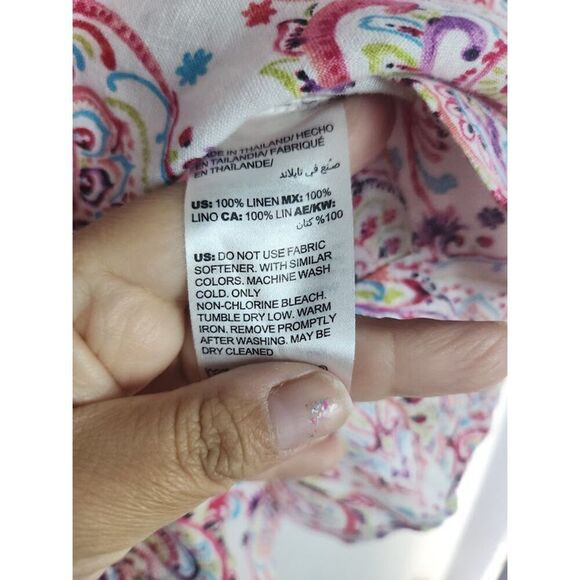 MADE IN THAILAND/ HECHO
EN TAILANDIA/ FABRIQUÉ
EN THAÏLANDE/
صنع في تايلاند
US: 100% LINEN MX: 100%
LINO CA: 100% LIN AE/KW:
100% كتان
US: DO NOT USE FABRIC
SOFTENER. WITH SIMILAR
COLORS. MACHINE WASH
COLD. ONLY
NON-CHLORINE BLEACH.
TUMBLE DRY LOW. WARM
IRON. REMOVE PROMPTLY
AFTER WASHING. MAY BE
DRY CLEANED